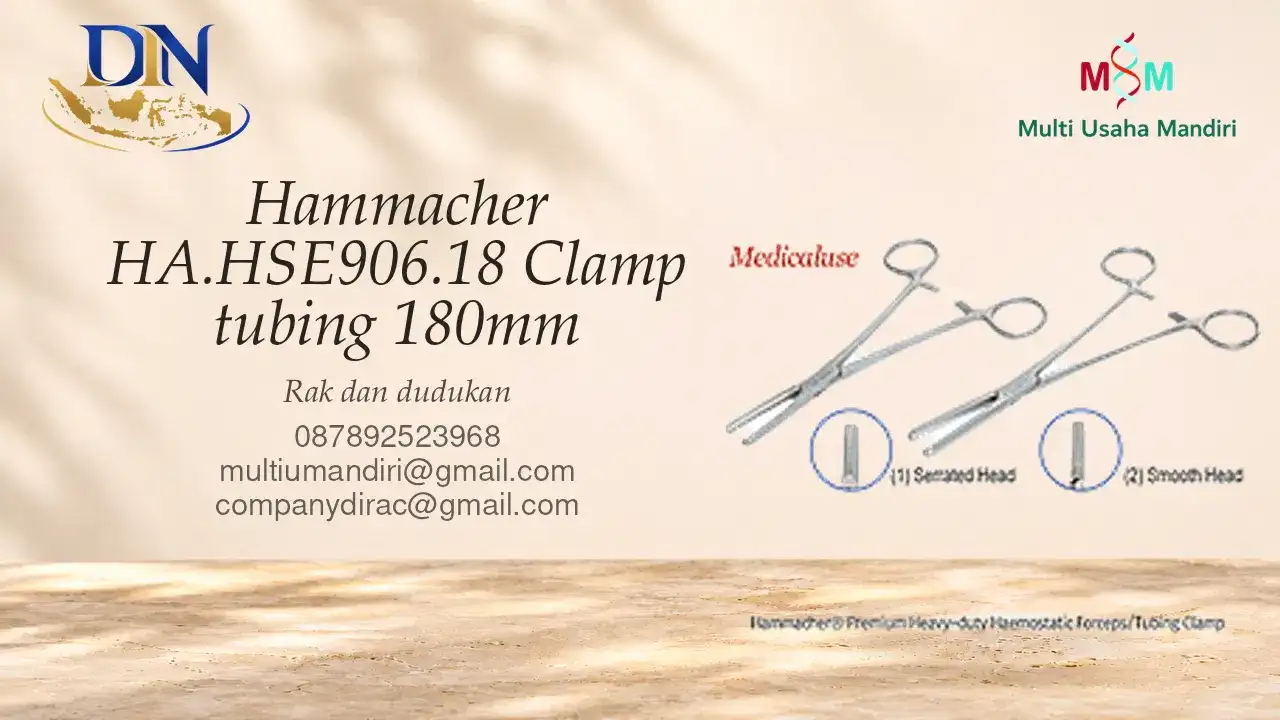 DIN
MSM
Multi Usaha Mandiri
Hammacher
HA.HSE906.18 Clamp
tubing 180mm
Rak dan dudukan
087892523968
multiumandiri@gmail.com
companydirac@gmail.com
Medicaluse
(1) Serrated Head
(2) Smooth Head
Hammacher® Premium Heavy-duty Haemostatic Forceps/Tubing Clamp